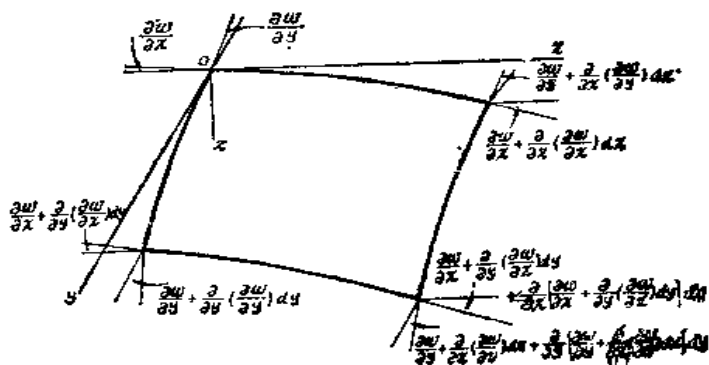 ∂w/∂x
∂w/∂y
O
x
∂w/∂y + ∂/∂x (∂w/∂y) dx
∂w/∂x + ∂/∂x (∂w/∂x) dx
z
∂w/∂x + ∂/∂y (∂w/∂x) dy
y
∂w/∂y + ∂/∂y (∂w/∂y) dy
∂w/∂x + ∂/∂y (∂w/∂x) dy
+ ∂/∂x [∂w/∂x + ∂/∂y (∂w/∂x) dy] dx
∂w/∂y + ∂/∂x (∂w/∂y) dx + ∂/∂y [∂w/∂y +